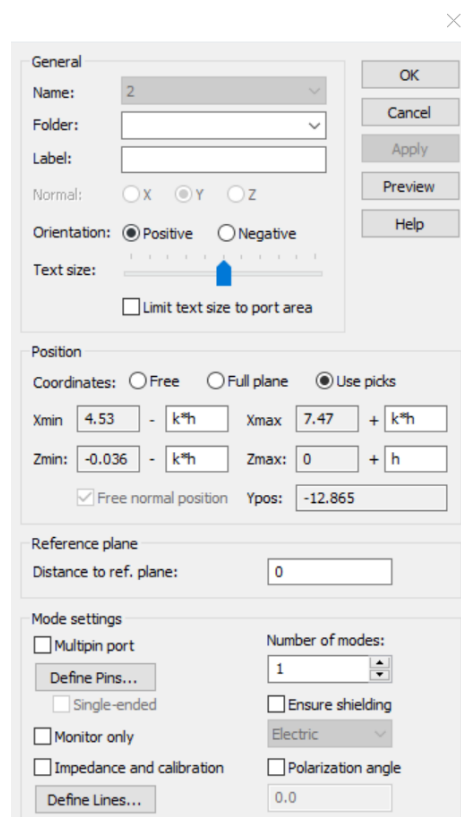 General
OK
Name: 2
Cancel
Folder:
Apply
Label:
Preview
Normal: X Y Z
Help
Orientation: Positive Negative
Text size:
Limit text size to port area
Position
Coordinates: Free Full plane Use picks
Xmin 4.53 - k*h Xmax 7.47 + k*h
Zmin: -0.036 - k*h Zmax: 0 + h
Free normal position Ypos: -12.865
Reference plane
Distance to ref. plane: 0
Mode settings
Multipin port Number of modes:
Define Pins... 1
Single-ended Ensure shielding
Monitor only Electric
Impedance and calibration Polarization angle
Define Lines... 0.0